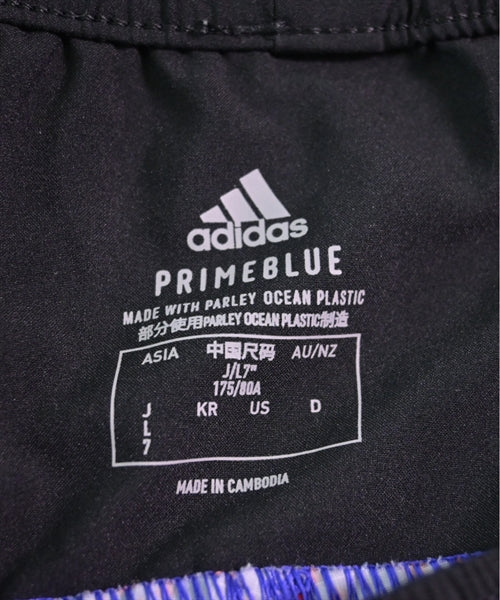 adidas
PRIMEBLUE
MADE WITH PARLEY OCEAN PLASTIC
部分使用PARLEY OCEAN PLASTIC制造
ASIA 中国尺码 AU/NZ
J/L7"
175/80A
J KR US D
L
7
MADE IN CAMBODIA